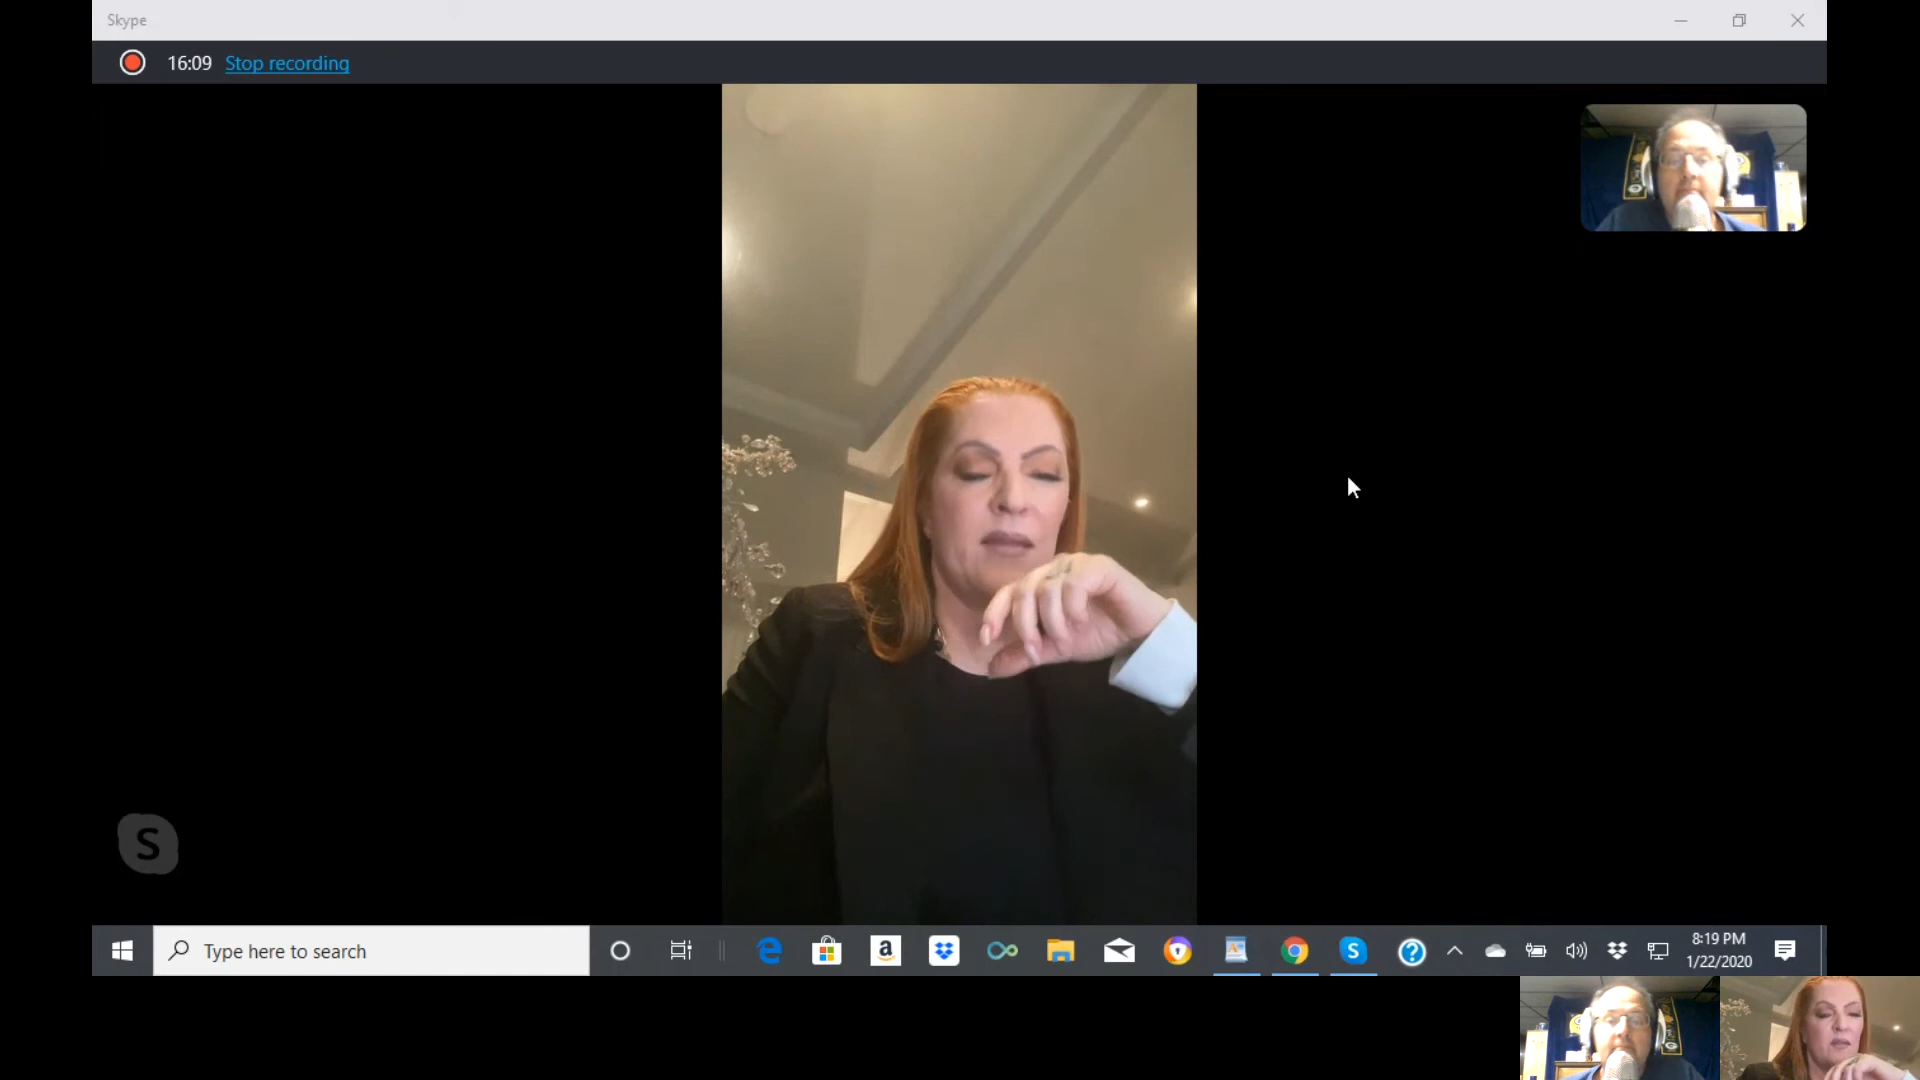 Skype
16:09 Stop recording
S
Type here to search
a
S
?
8:19 PM
1/22/2020